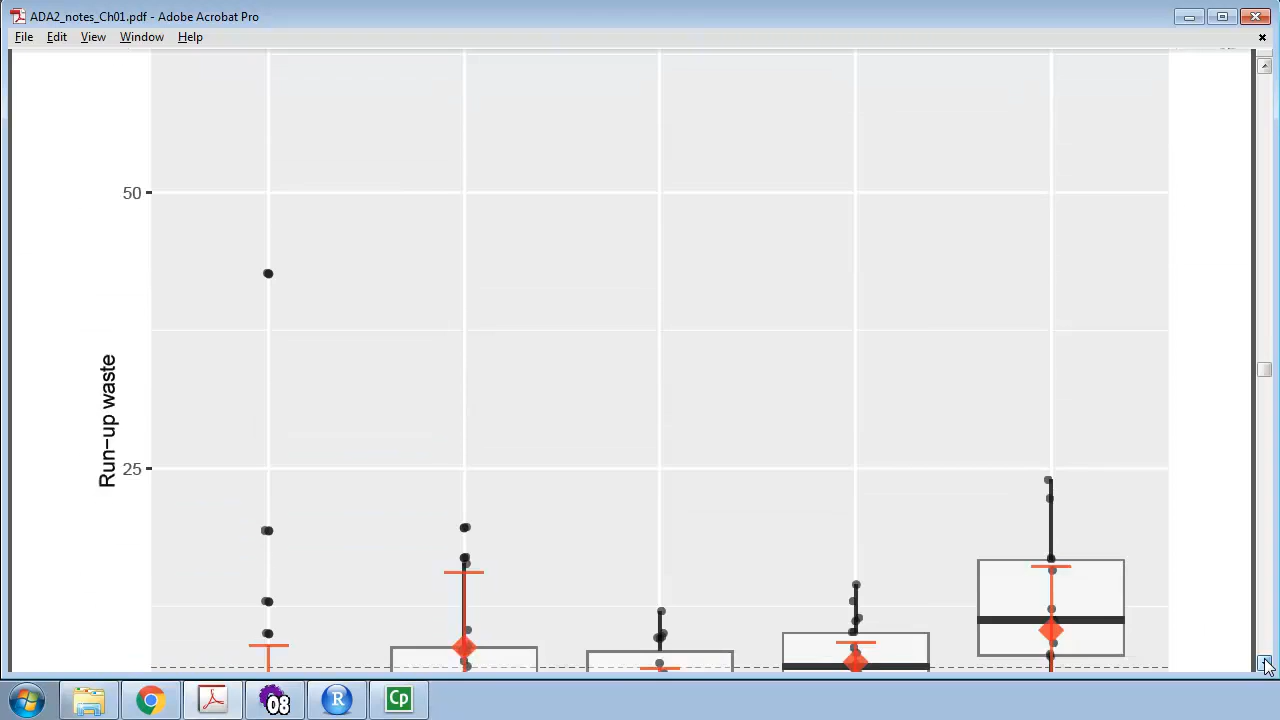 ADA2_notes_Ch01.pdf - Adobe Acrobat Pro
File Edit View Window Help
50
Run-up waste
25
08
R
Cp